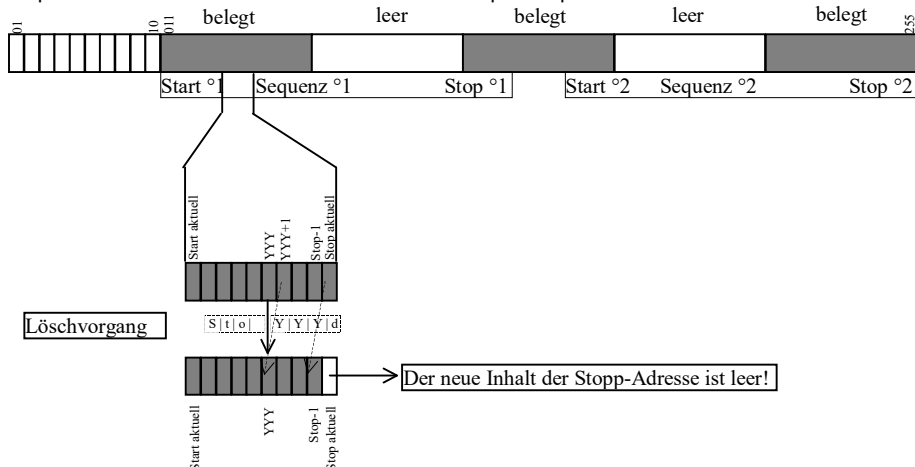 belegt leer belegt leer belegt
01 10 011 255
Start °1 Sequenz °1 Stop °1 Start °2 Sequenz °2 Stop °2
Start aktuell YYY YYY+1 Stop-1 Stop aktuell
Löschvorgang
S|t|o| Y|Y|Y|d
Der neue Inhalt der Stopp-Adresse ist leer!
Start aktuell YYY Stop-1 Stop aktuell